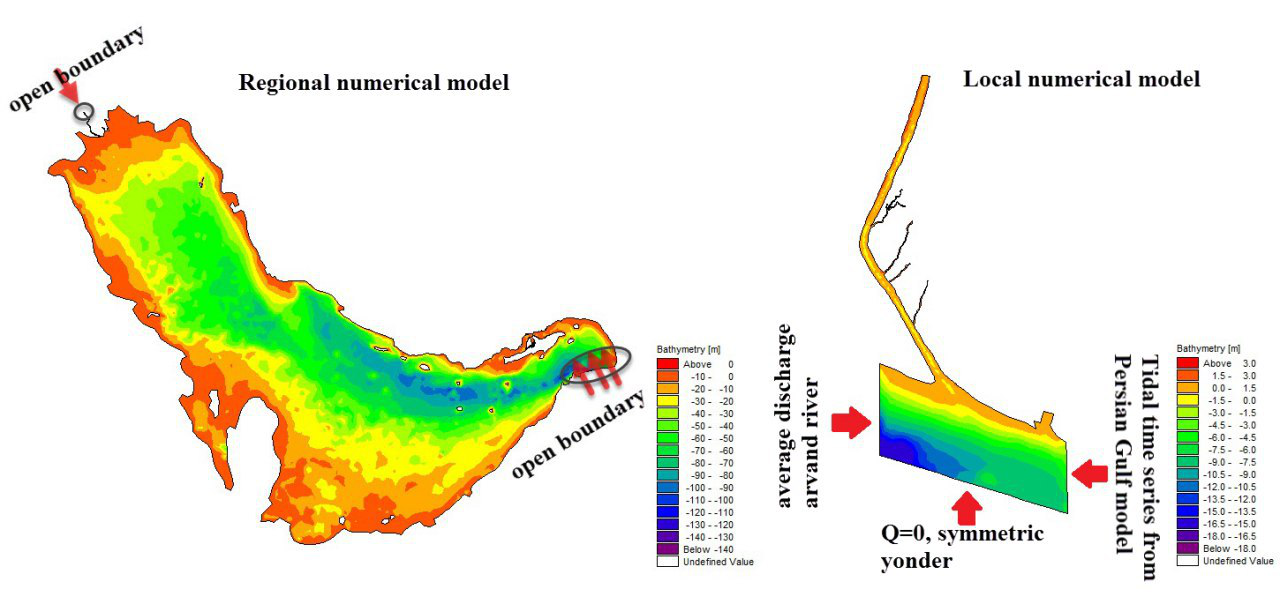 open boundary
Regional numerical model
open boundary
Bathymetry [m]
Above 0
-10 - 0
-20 - -10
-30 - -20
-40 - -30
-50 - -40
-60 - -50
-70 - -60
-80 - -70
-90 - -80
-100 - -90
-110 - -100
-120 - -110
-130 - -120
-140 - -130
Below -140
Undefined Value
Local numerical model
average discharge
arvand river
Q=0, symmetric
yonder
Tidal time series from
Persian Gulf model
Bathymetry [m]
Above 3.0
1.5 - 3.0
0.0 - 1.5
-1.5 - 0.0
-3.0 - -1.5
-4.5 - -3.0
-6.0 - -4.5
-7.5 - -6.0
-9.0 - -7.5
-10.5 - -9.0
-12.0 - -10.5
-13.5 - -12.0
-15.0 - -13.5
-16.5 - -15.0
-18.0 - -16.5
Below -18.0
Undefined Value